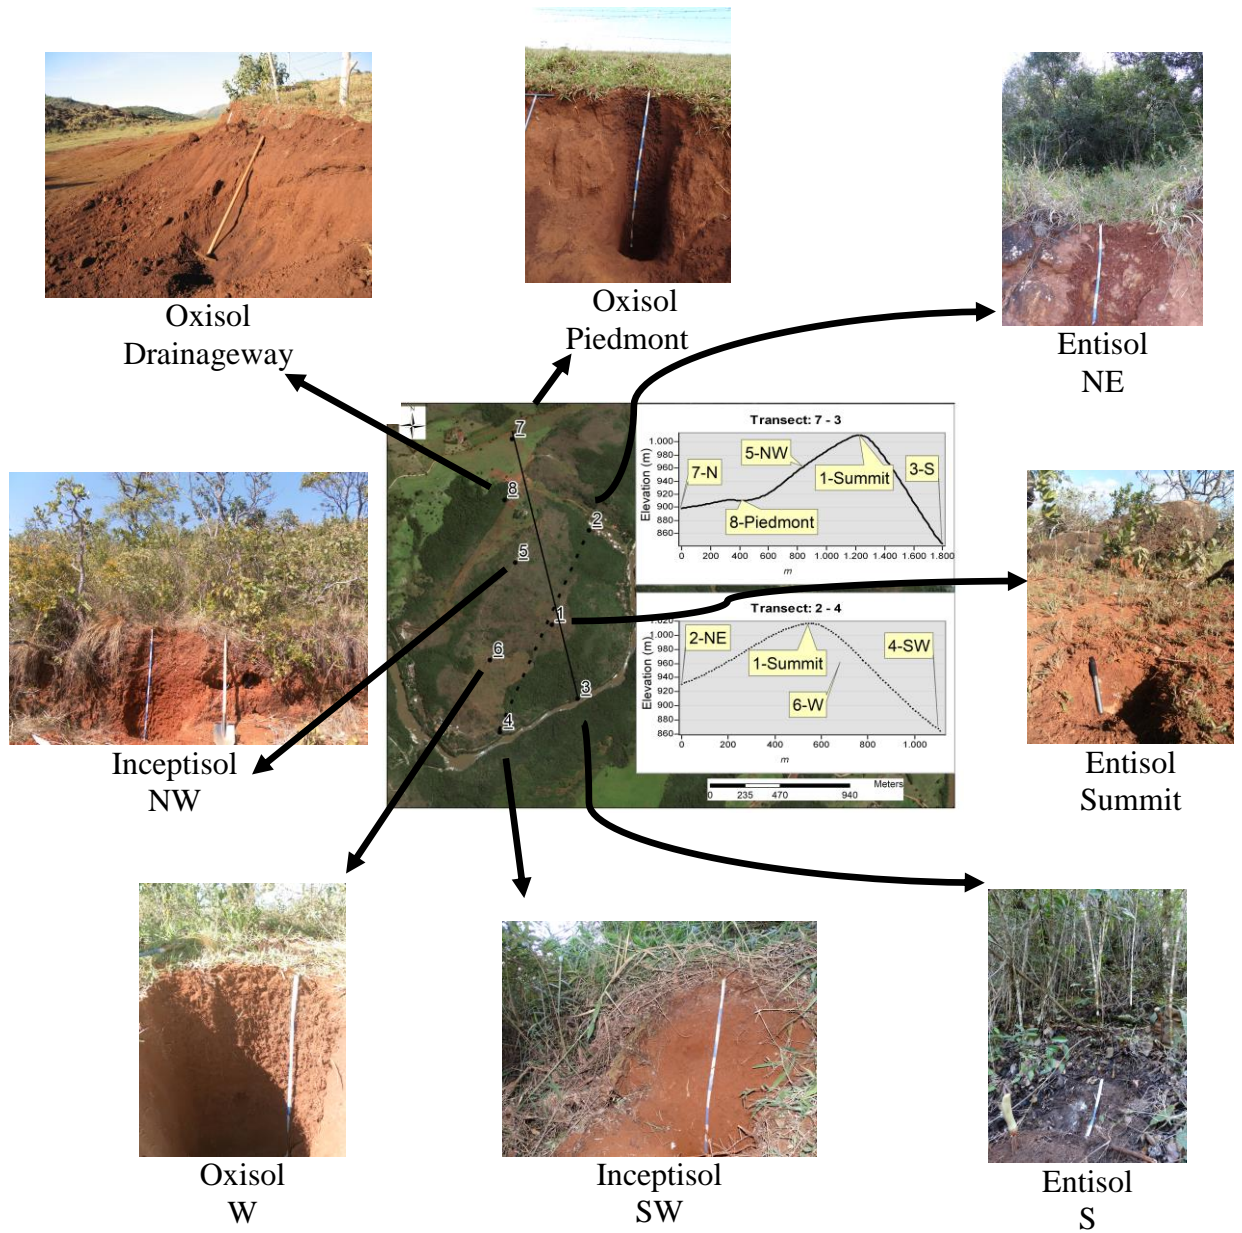 Oxisol
Drainageway
Oxisol
Piedmont
Entisol
NE
Inceptisol
NW
N
7
8
2
5
1
6
3
4
Transect: 7 - 3
Elevation (m)
1.000
980
960
940
920
900
880
860
7-N
5-NW
1-Summit
3-S
8-Piedmont
0 200 400 600 800 1.000 1.200 1.400 1.600 1.800
m
Transect: 2 - 4
Elevation (m)
1.020
1.000
980
960
940
920
900
880
860
2-NE
1-Summit
4-SW
6-W
0 200 400 600 800 1.000
m
Meters
0 235 470 940
Entisol
Summit
Oxisol
W
Inceptisol
SW
Entisol
S